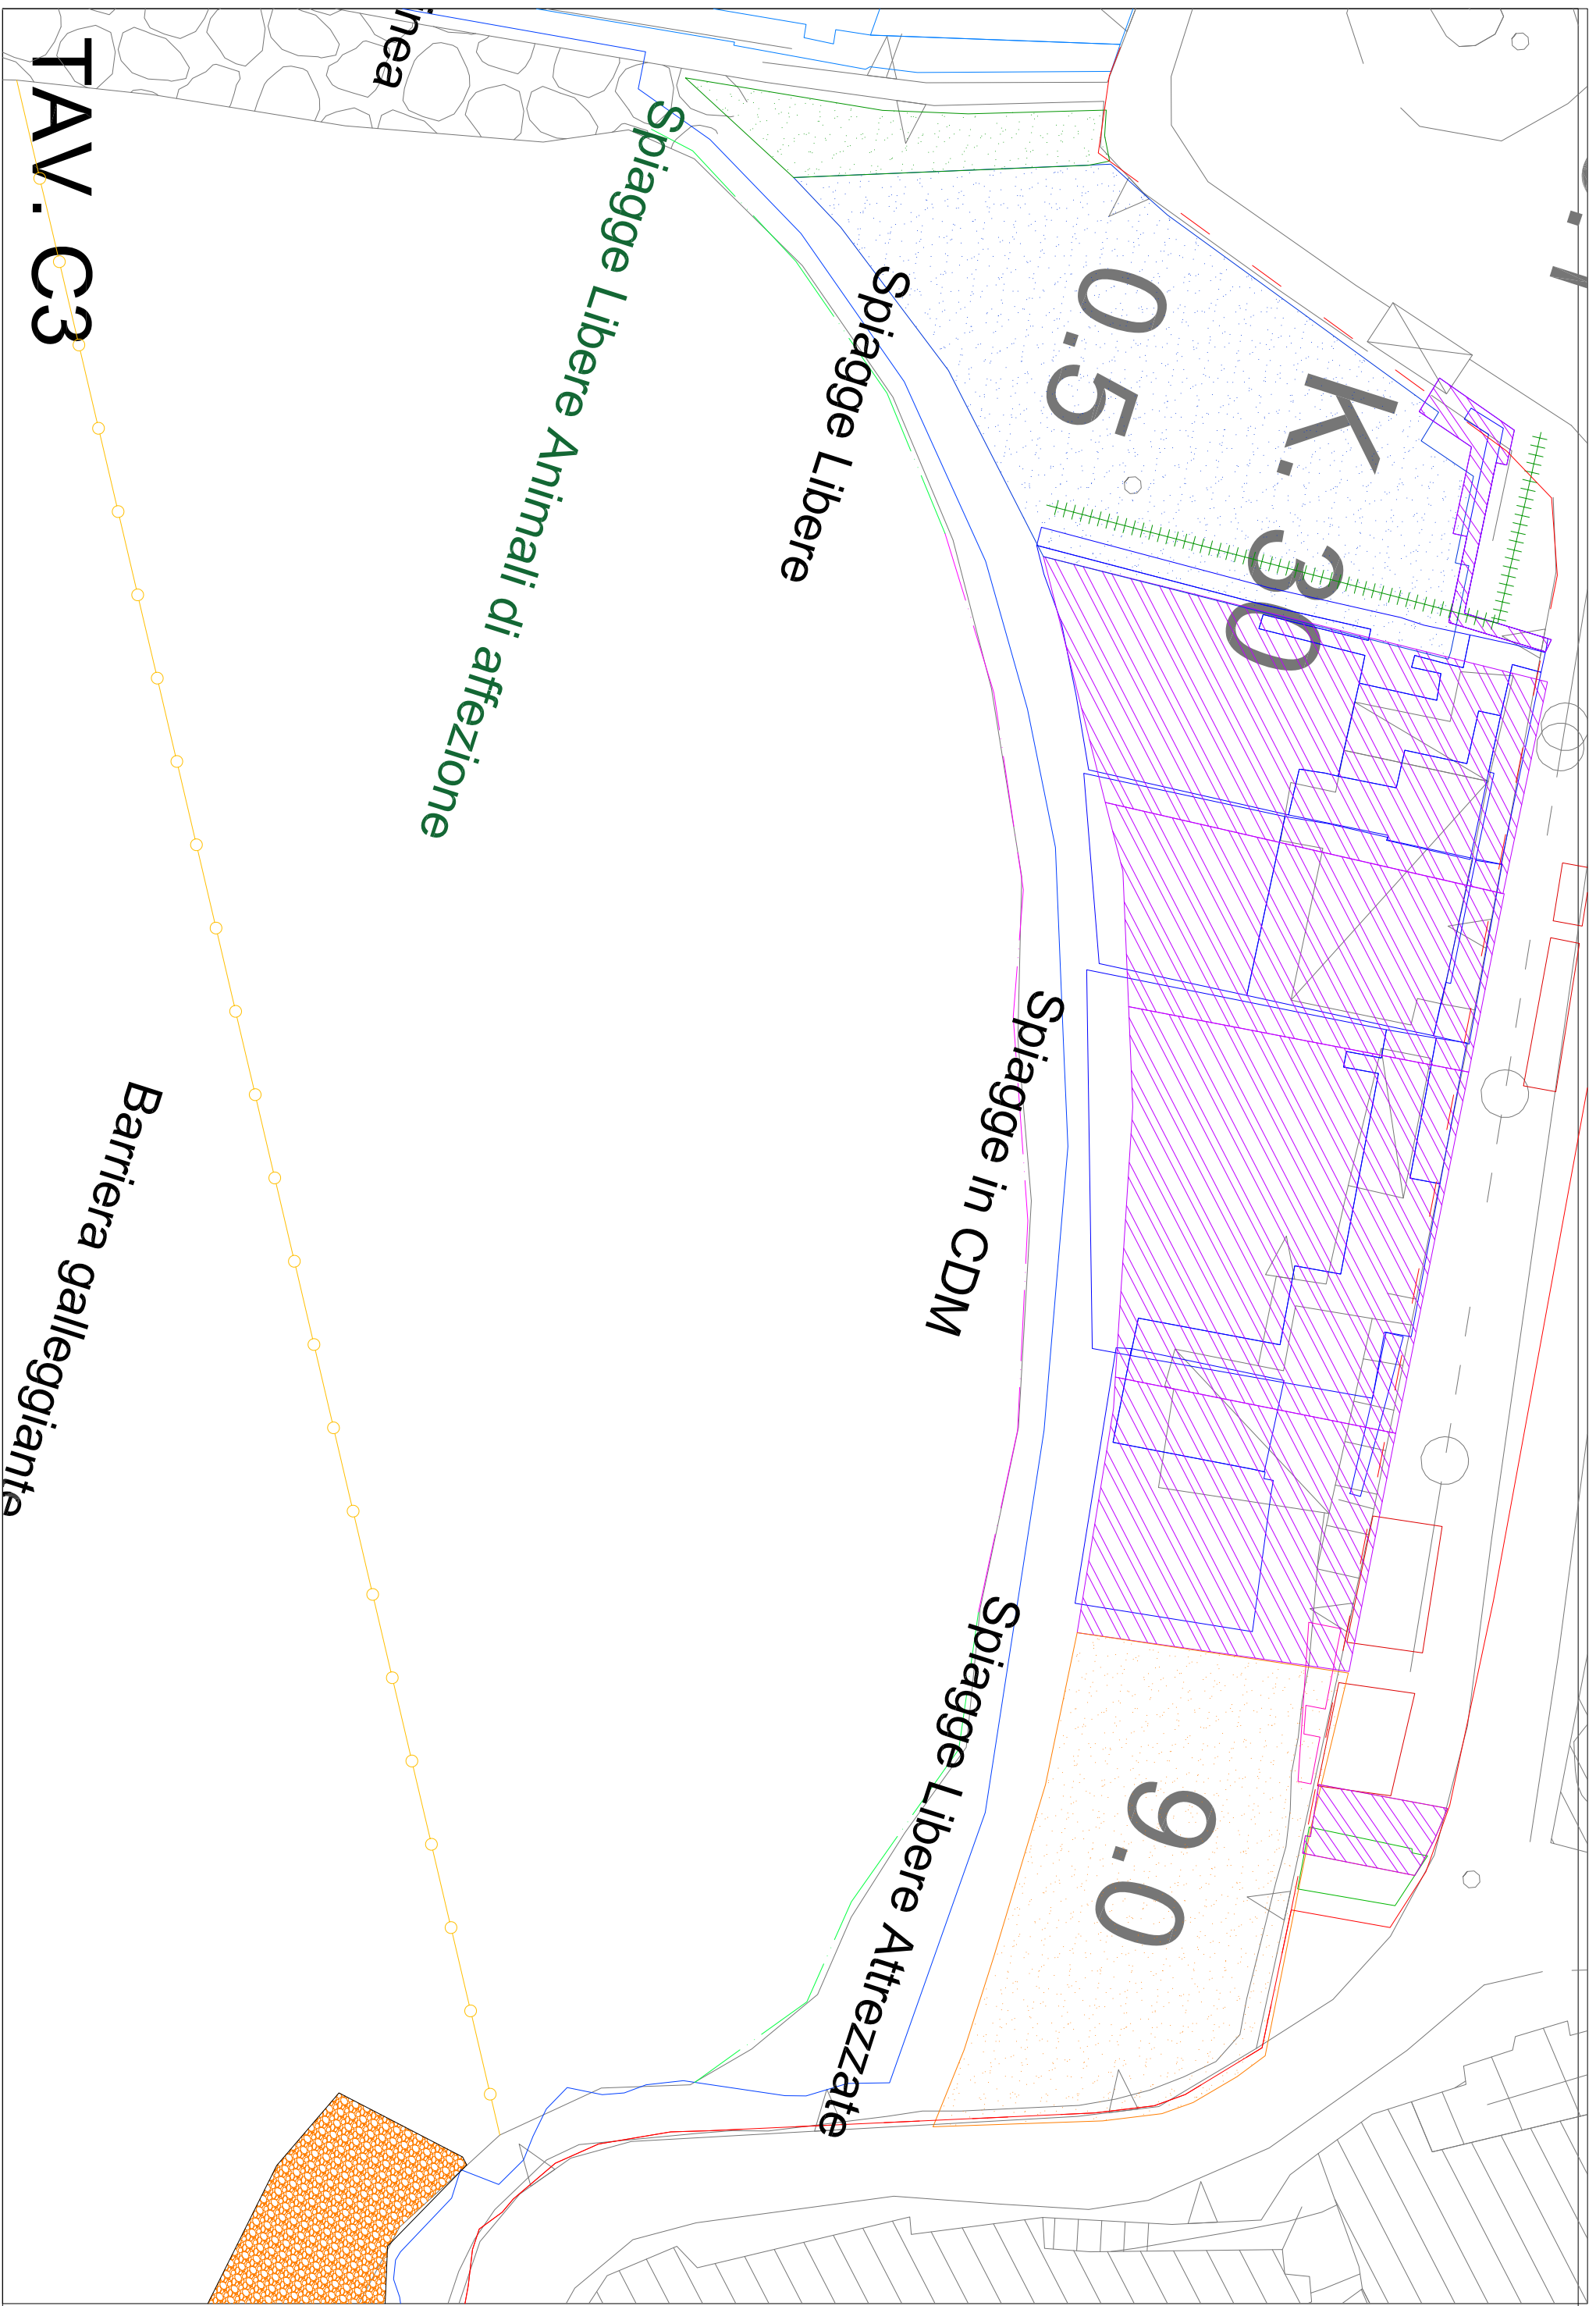 TAV. C3
nea
Spiagge Libere Animali di affezione
Spiagge Libere
0.5
K. 30
Spiagge in CDM
Barriera galleggiante
Spiagge Libere Attrezzate
9.0